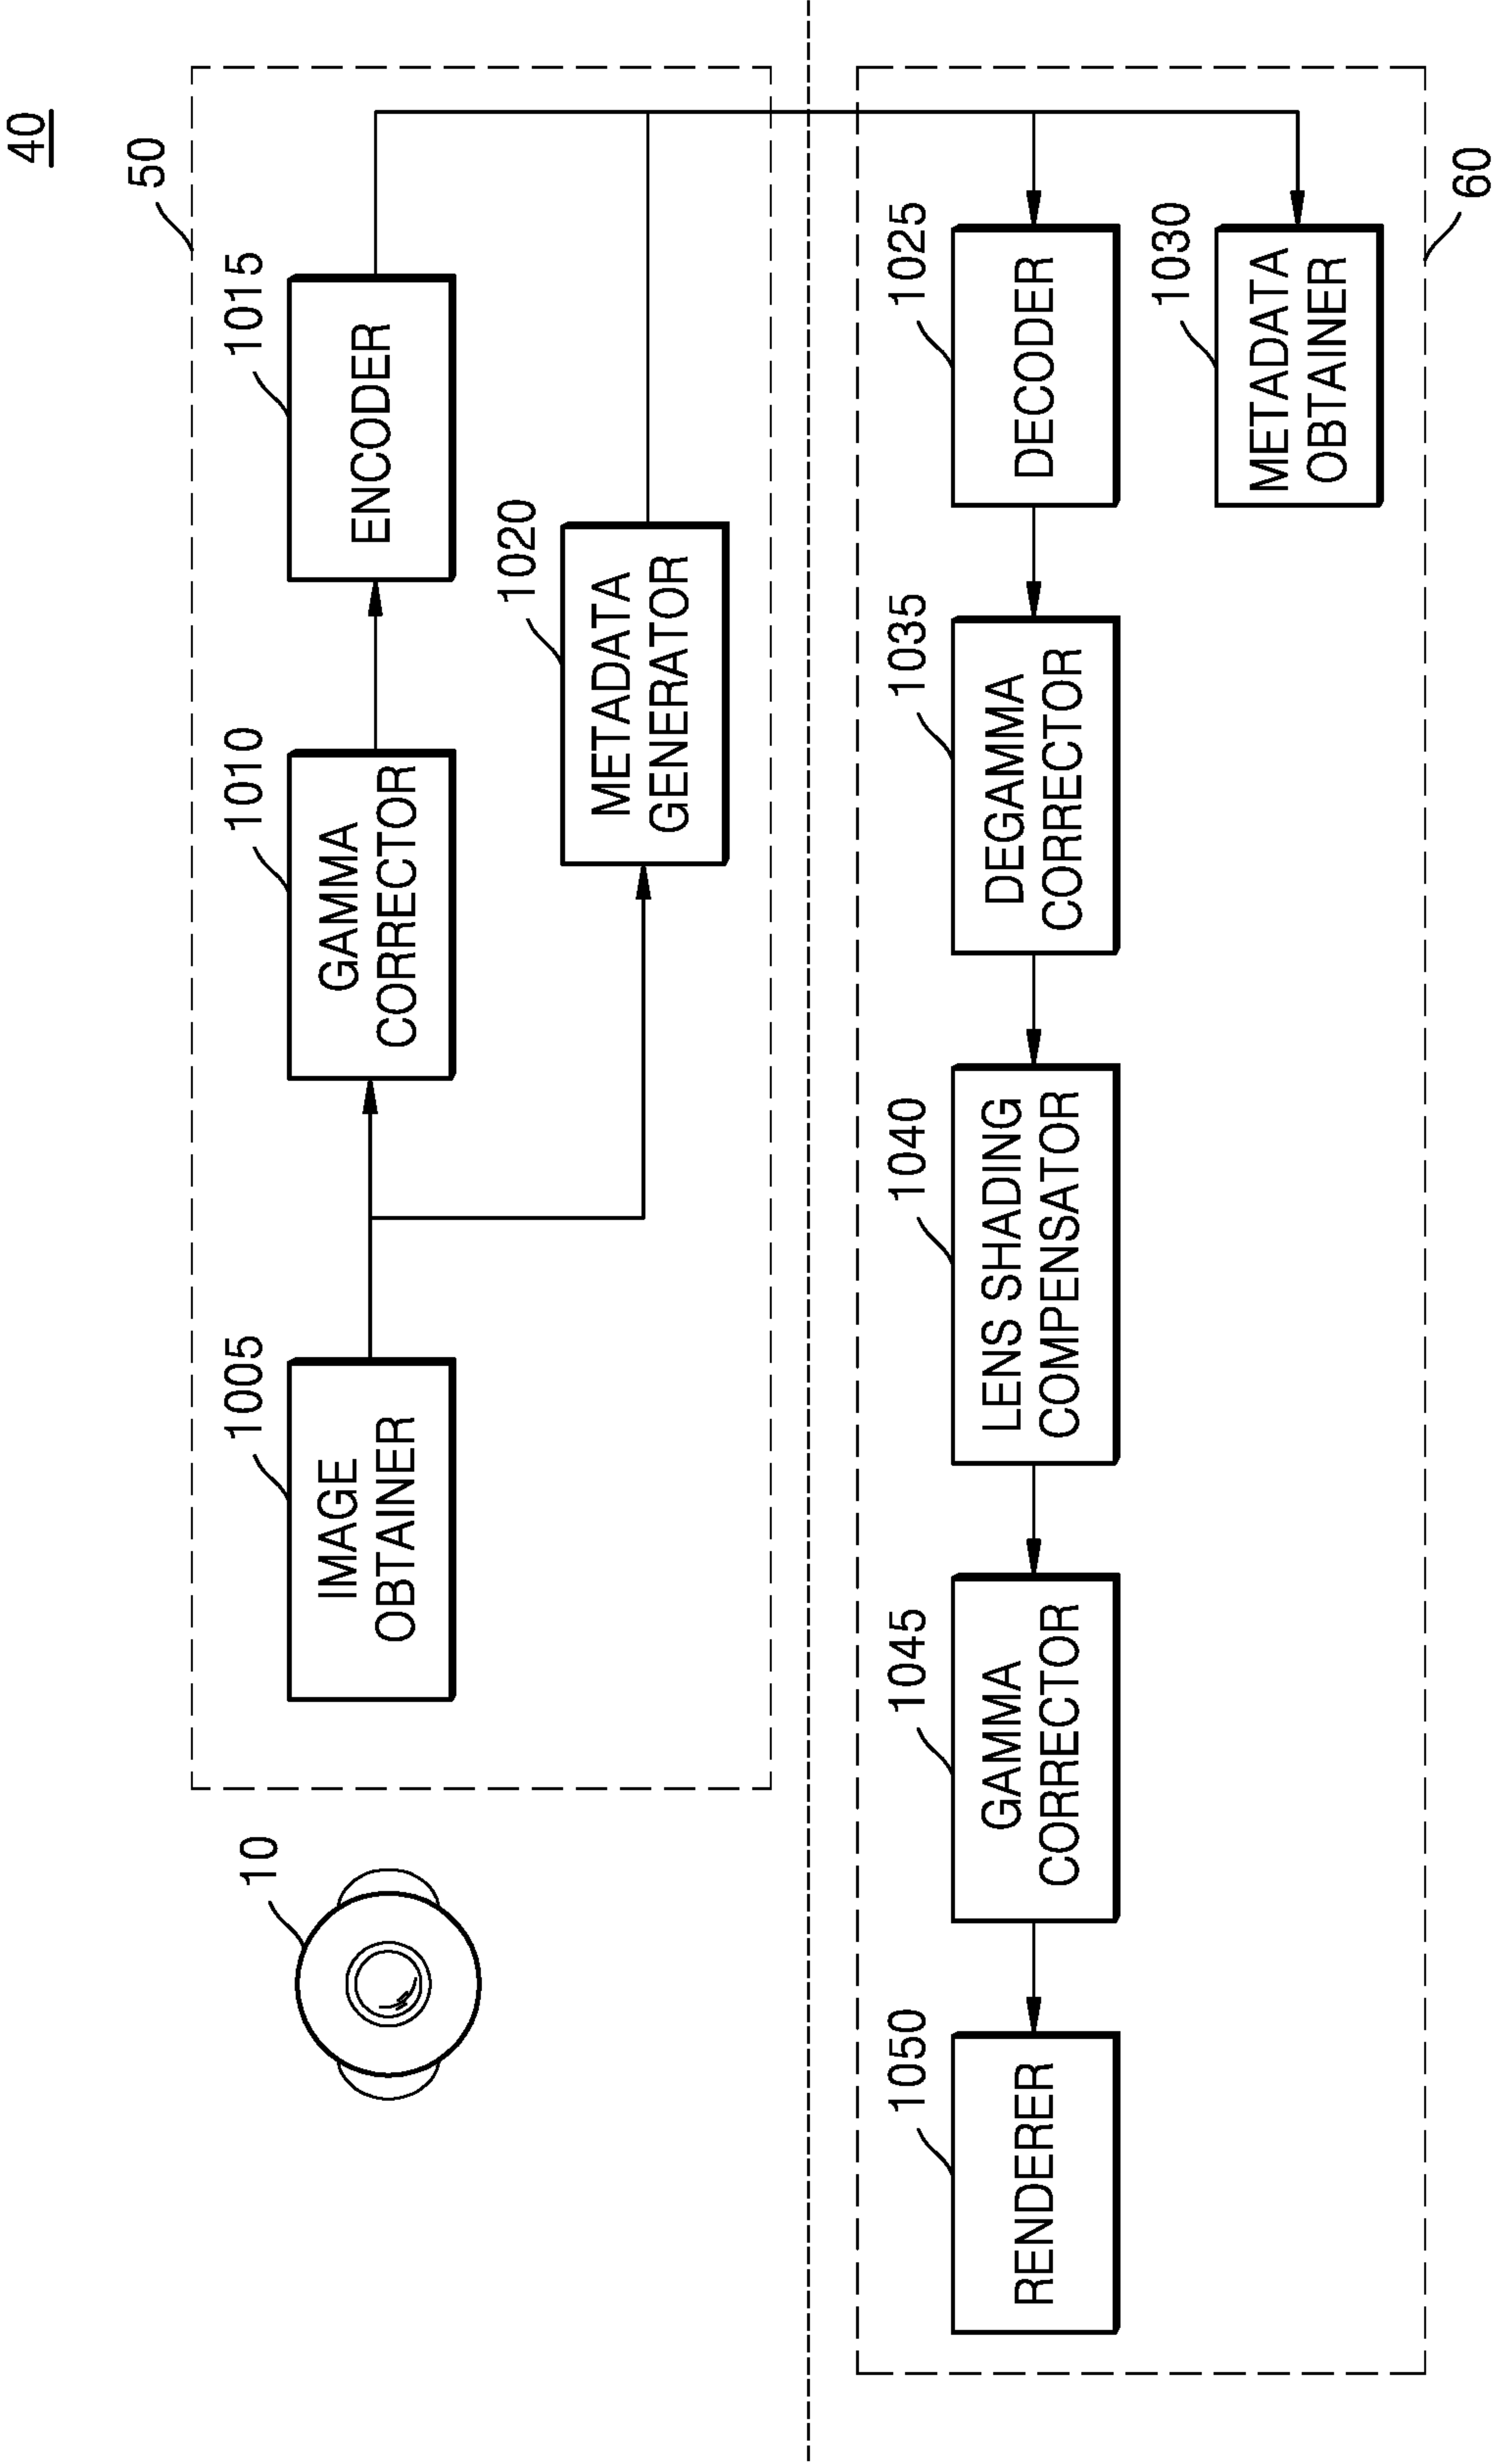 40
50
10
1005
IMAGE
OBTAINER
1010
GAMMA
CORRECTOR
1015
ENCODER
1020
METADATA
GENERATOR
1050
RENDERER
1045
GAMMA
CORRECTOR
1040
LENS SHADING
COMPENSATOR
1035
DEGAMMA
CORRECTOR
1025
DECODER
1030
METADATA
OBTAINER
60